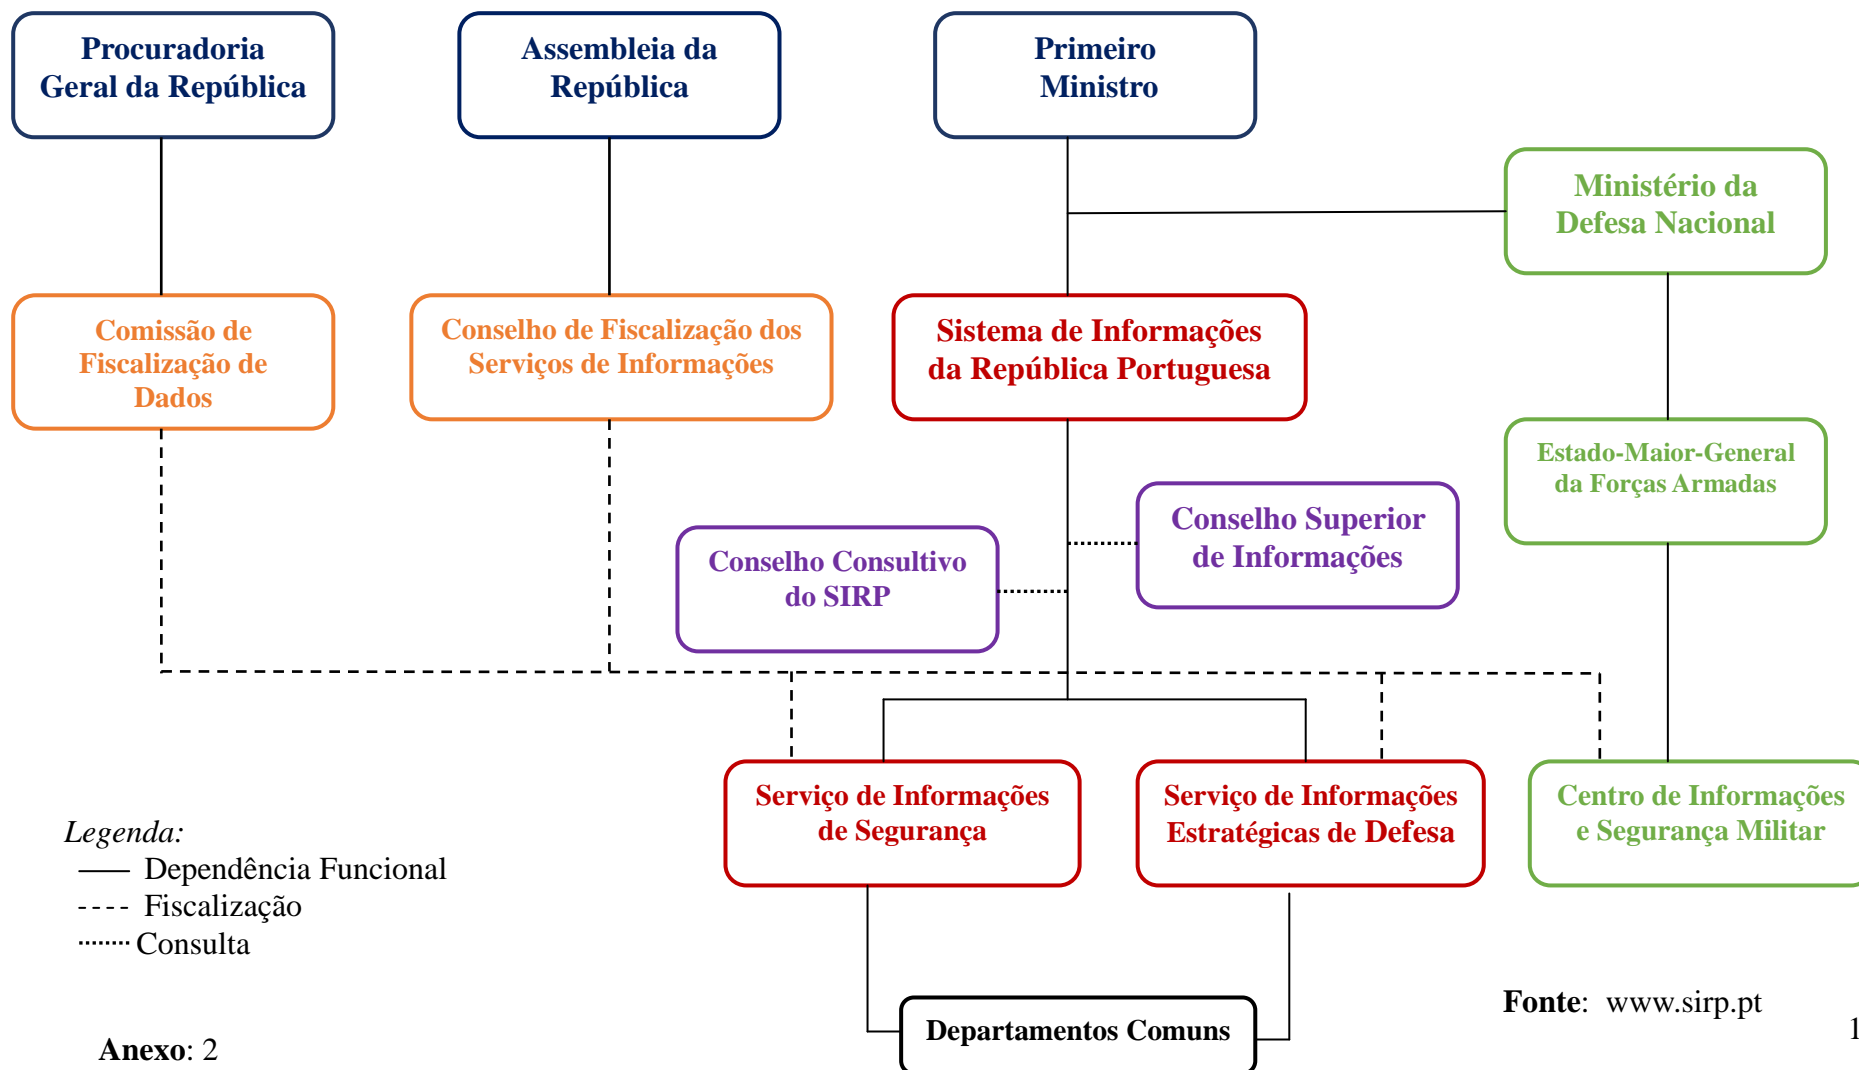 Procuradoria
Geral da República
Assembleia da
República
Primeiro
Ministro
Ministério da
Defesa Nacional
Comissão de
Fiscalização de
Dados
Conselho de Fiscalização dos
Serviços de Informações
Sistema de Informações
da República Portuguesa
Estado-Maior-General
da Forças Armadas
Conselho Superior
de Informações
Conselho Consultivo
do SIRP
Serviço de Informações
de Segurança
Serviço de Informações
Estratégicas de Defesa
Centro de Informações
e Segurança Militar
Legenda:
Dependência Funcional
Fiscalização
Consulta
Departamentos Comuns
Fonte: www.sirp.pt
1
Anexo: 2